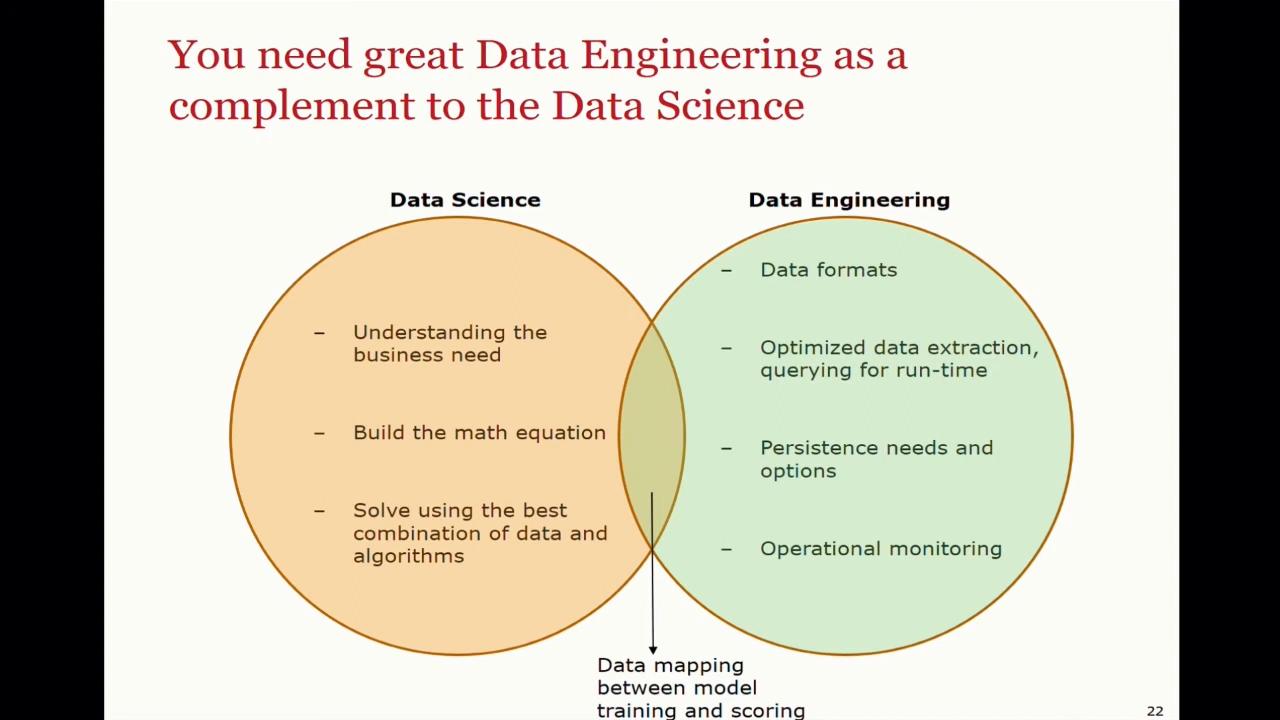 You need great Data Engineering as a
complement to the Data Science
Data Science
– Understanding the
business need
– Build the math equation
– Solve using the best
combination of data and
algorithms
Data Engineering
– Data formats
– Optimized data extraction,
querying for run-time
– Persistence needs and
options
– Operational monitoring
Data mapping
between model
training and scoring
22